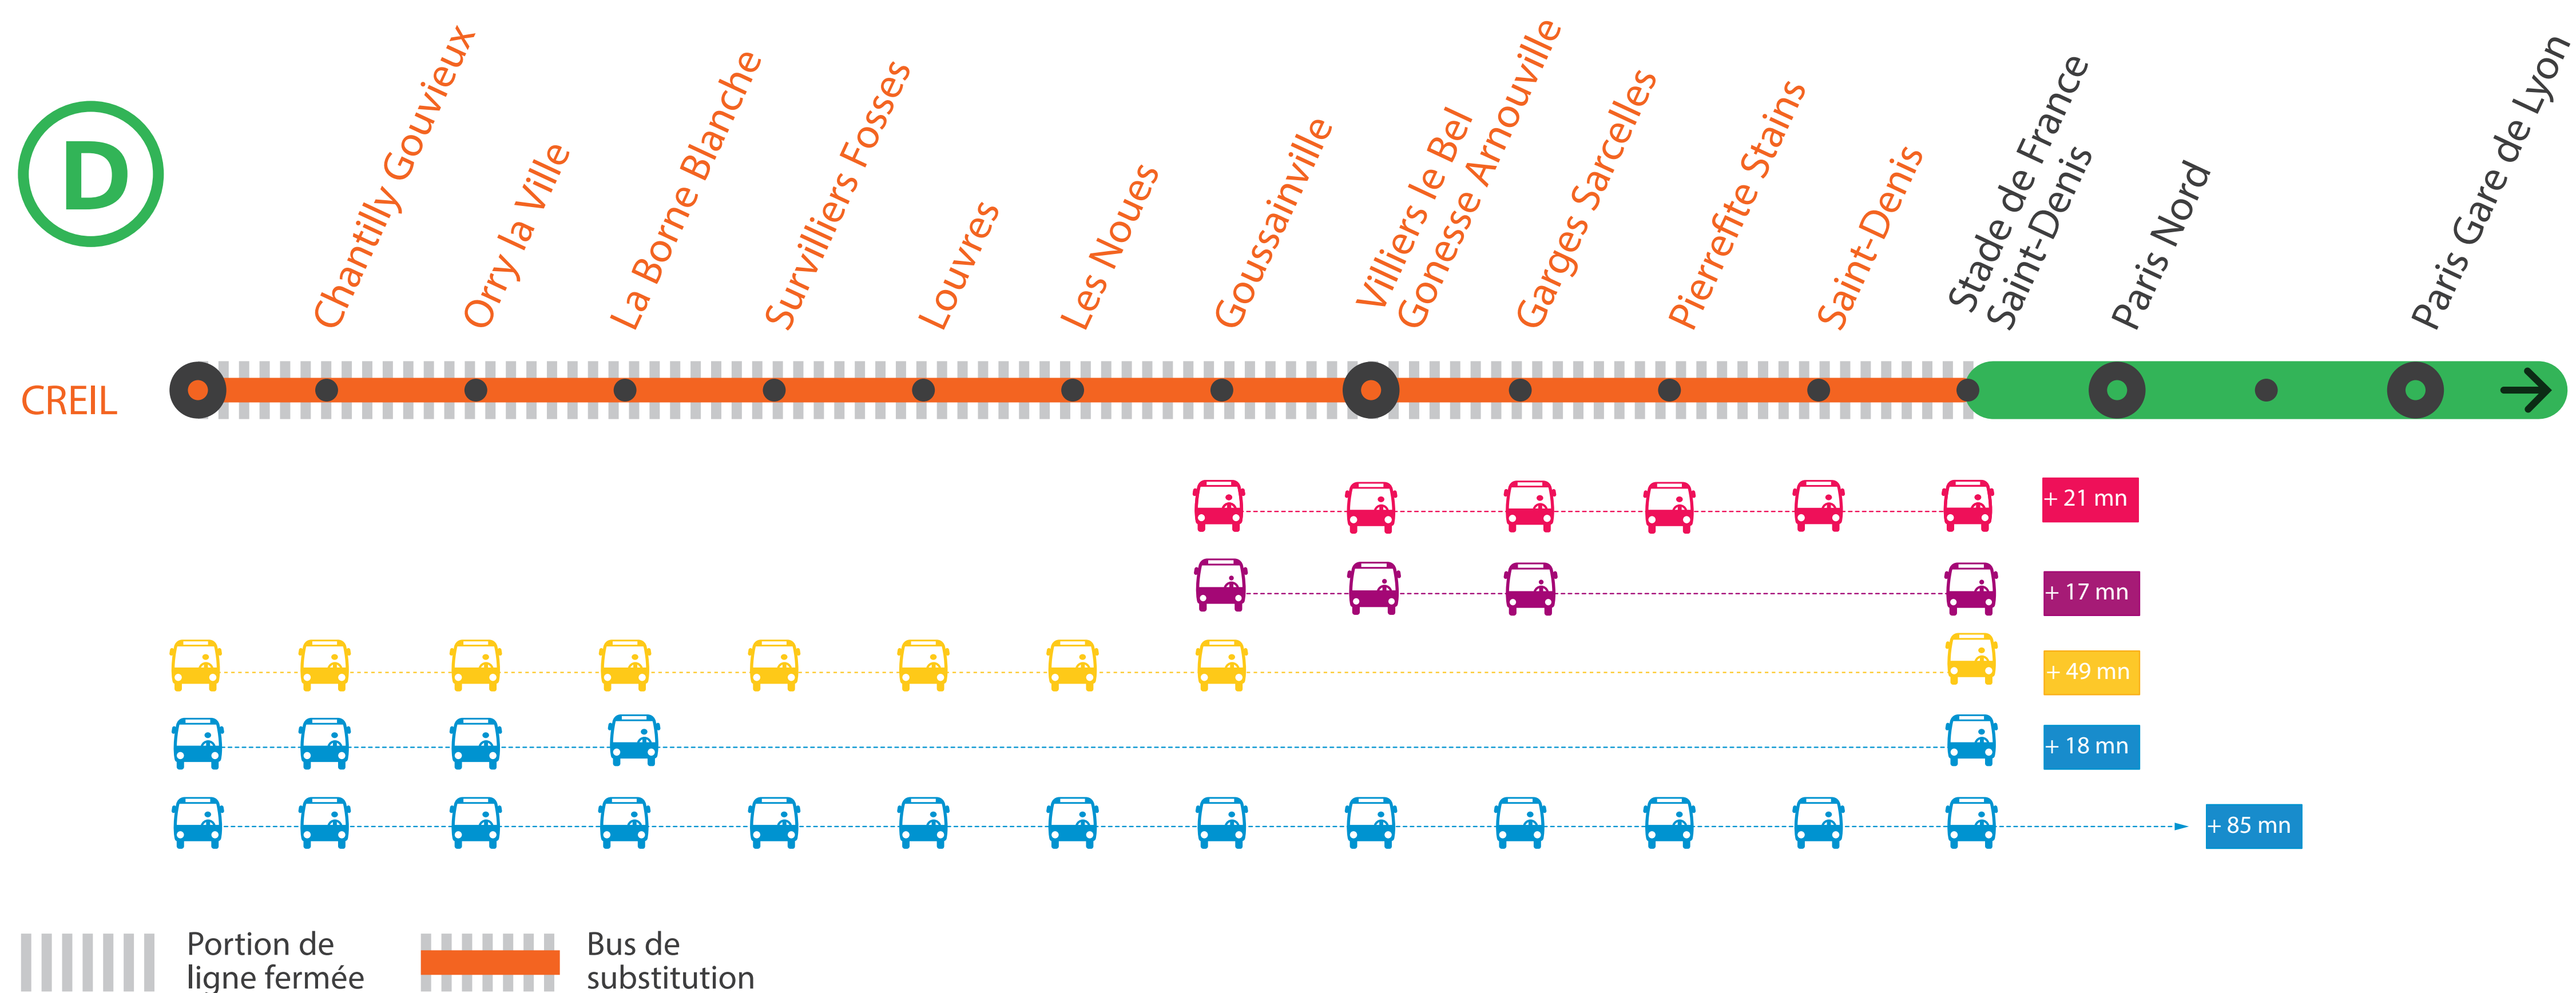 D
Chantilly Gouvieux
Orry la Ville
La Borne Blanche
Survilliers Fosses
Louvres
Les Noues
Goussainville
Villiers le Bel
Gonesse Arnouville
Garges Sarcelles
Pierrefite Stains
Saint-Denis
Stade de France
Saint-Denis
Paris Nord
Paris Gare de Lyon
CREIL
+ 21 mn
+ 17 mn
+ 49 mn
+ 18 mn
+ 85 mn
Portion de
ligne fermée
Bus de
substitution